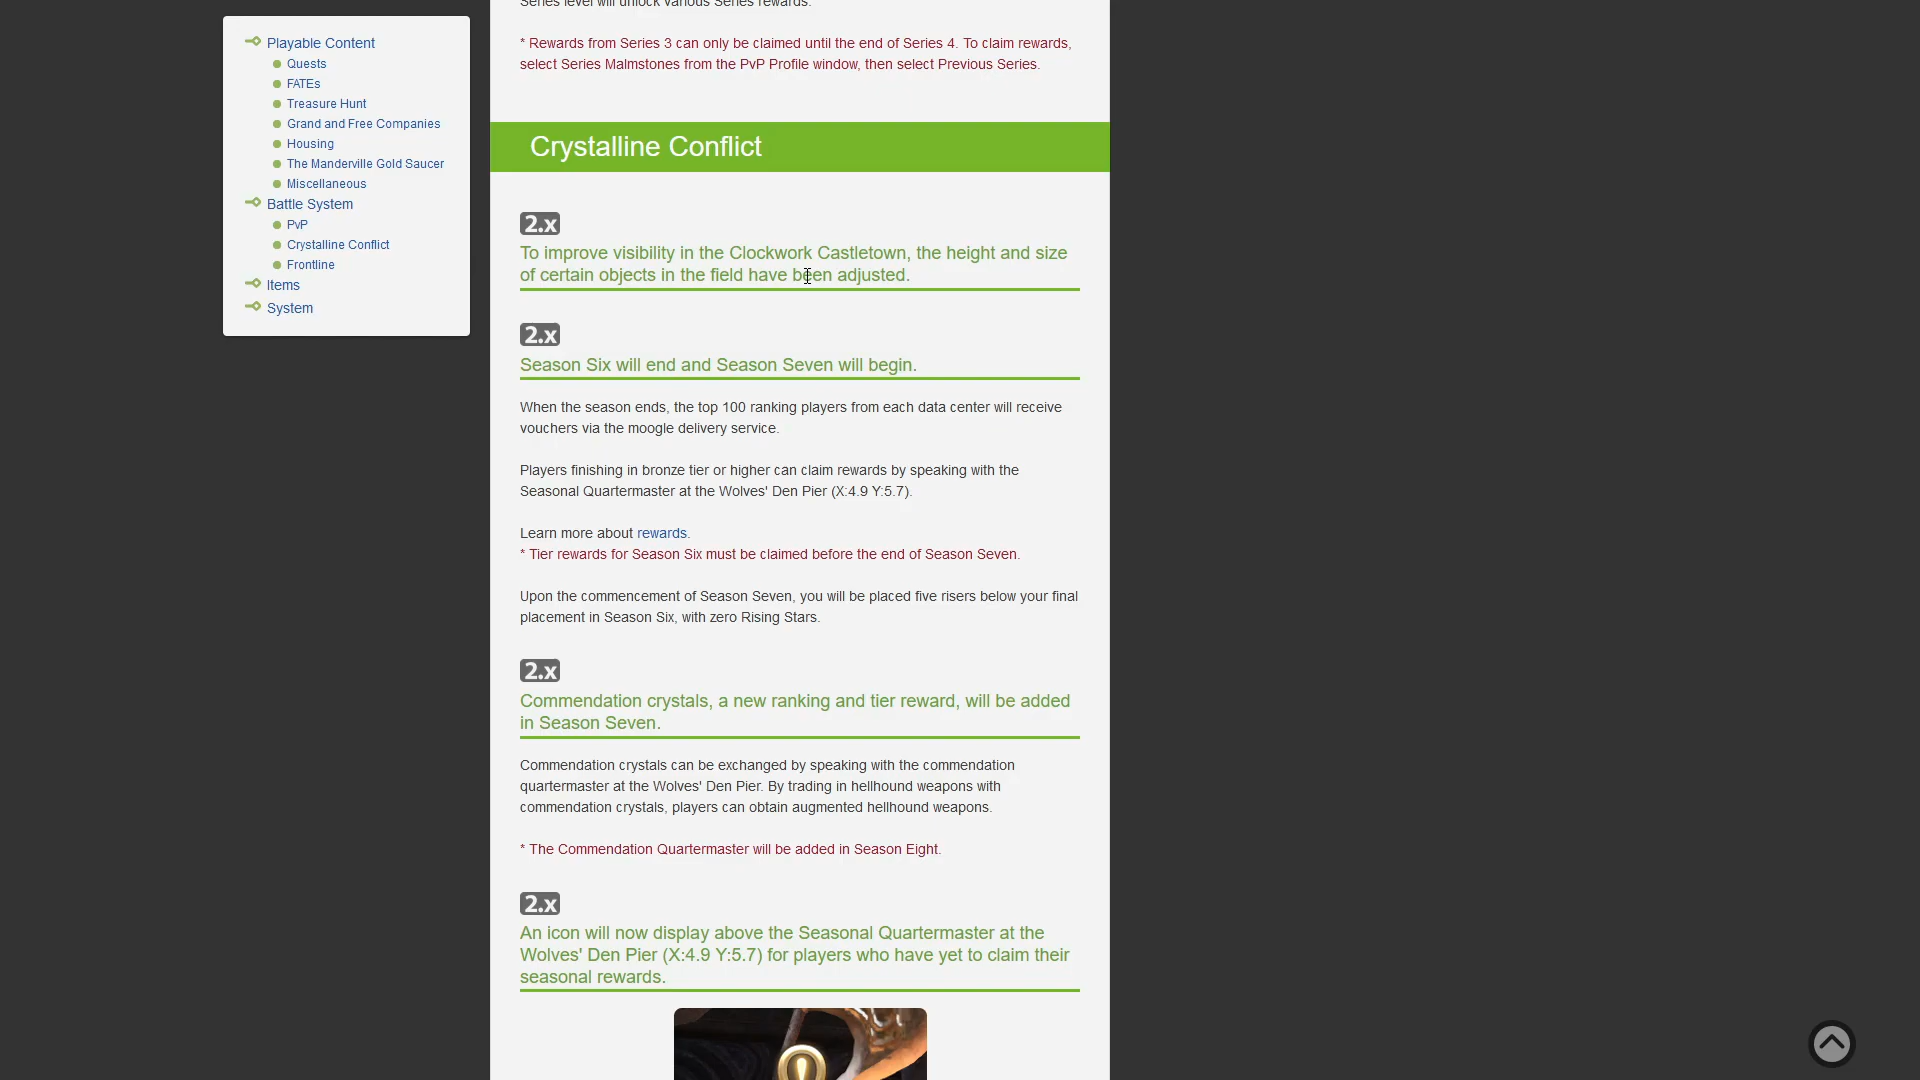 Playable Content
Quests
FATEs
Treasure Hunt
Grand and Free Companies
Housing
The Manderville Gold Saucer
Miscellaneous
Battle System
PvP
Crystalline Conflict
Frontline
Items
System
Series level will unlock various Series rewards.
* Rewards from Series 3 can only be claimed until the end of Series 4. To claim rewards,
select Series Malmstones from the PvP Profile window, then select Previous Series.
Crystalline Conflict
2.x
To improve visibility in the Clockwork Castletown, the height and size
of certain objects in the field have been adjusted.
2.x
Season Six will end and Season Seven will begin.
When the season ends, the top 100 ranking players from each data center will receive
vouchers via the moogle delivery service.
Players finishing in bronze tier or higher can claim rewards by speaking with the
Seasonal Quartermaster at the Wolves' Den Pier (X:4.9 Y:5.7).
Learn more about rewards.
* Tier rewards for Season Six must be claimed before the end of Season Seven.
Upon the commencement of Season Seven, you will be placed five risers below your final
placement in Season Six, with zero Rising Stars.
2.x
Commendation crystals, a new ranking and tier reward, will be added
in Season Seven.
Commendation crystals can be exchanged by speaking with the commendation
quartermaster at the Wolves' Den Pier. By trading in hellhound weapons with
commendation crystals, players can obtain augmented hellhound weapons.
* The Commendation Quartermaster will be added in Season Eight.
2.x
An icon will now display above the Seasonal Quartermaster at the
Wolves' Den Pier (X:4.9 Y:5.7) for players who have yet to claim their
seasonal rewards.